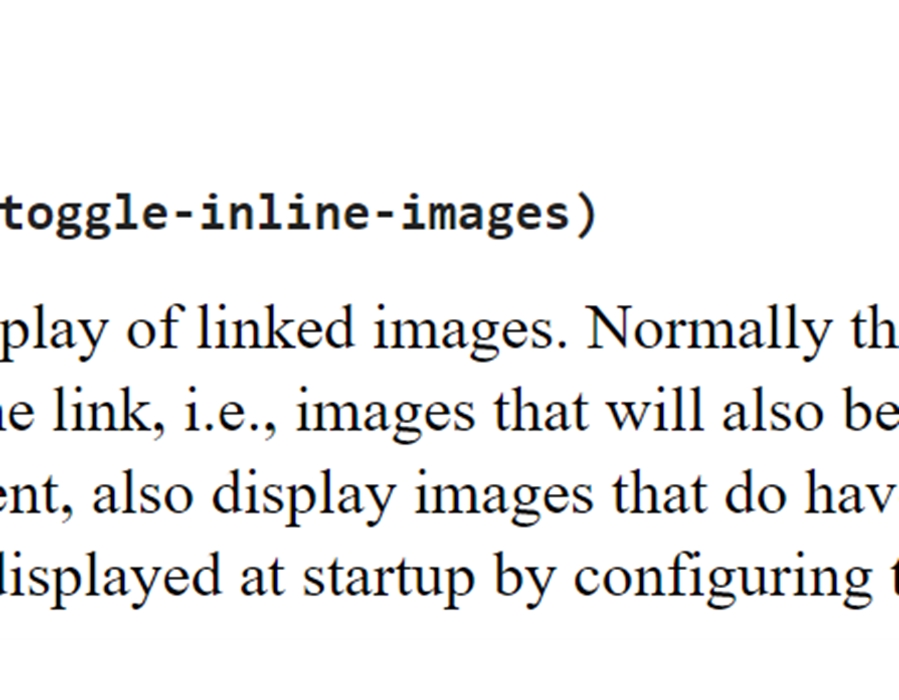 toggle-inline-images)
play of linked images. Normally th
e link, i.e., images that will also be
ent, also display images that do hav
displayed at startup by configuring t